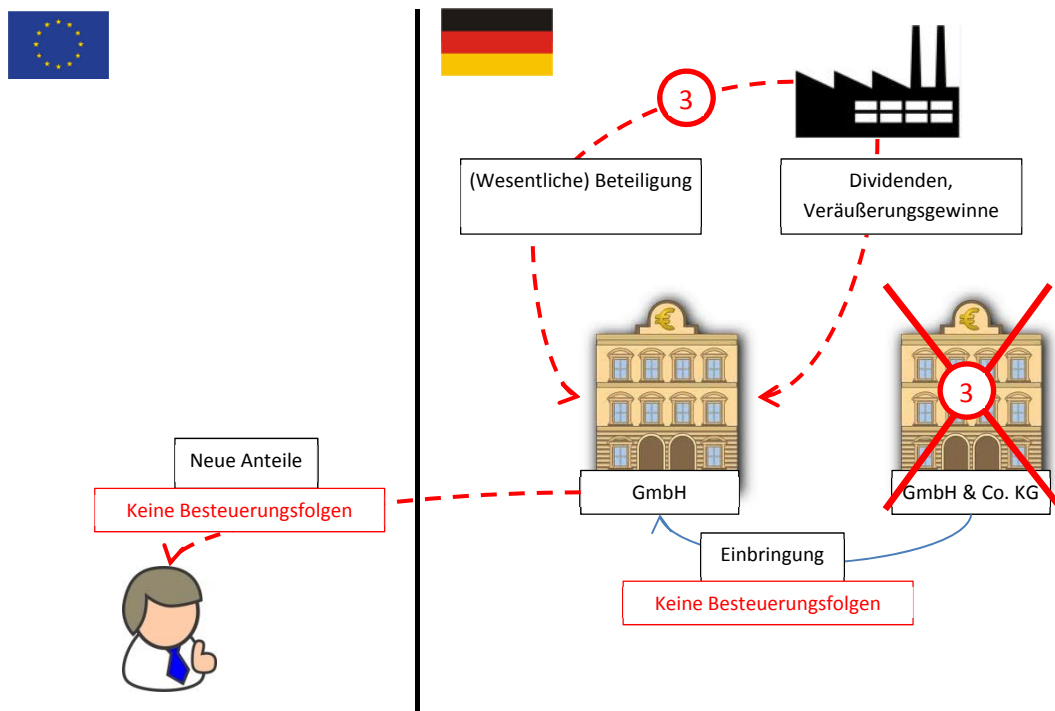 3
(Wesentliche) Beteiligung
Dividenden,
Veräußerungsgewinne
€
€
3
Neue Anteile
Keine Besteuerungsfolgen
GmbH
GmbH & Co. KG
Einbringung
Keine Besteuerungsfolgen